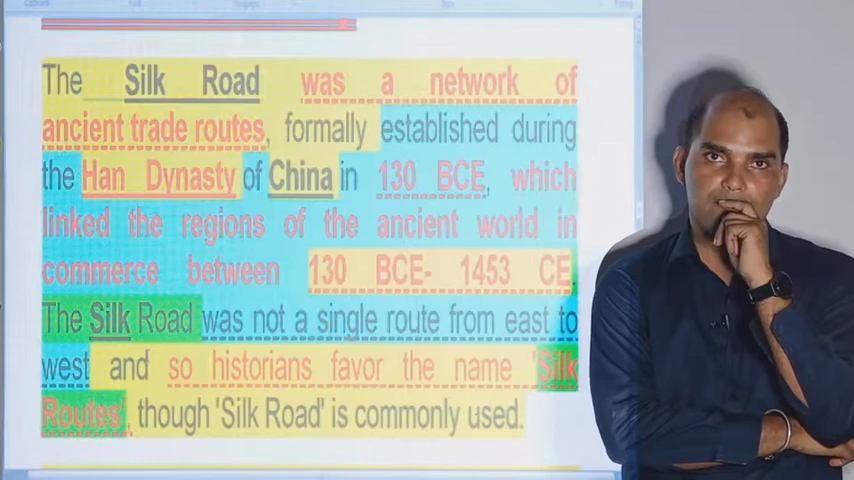 The Silk Road was a network of
ancient trade routes, formally established during
the Han Dynasty of China in 130 BCE, which
linked the regions of the ancient world in
commerce between 130 BCE- 1453 CE.
The Silk Road was not a single route from east to
west and so historians favor the name 'Silk
Routes', though 'Silk Road' is commonly used.